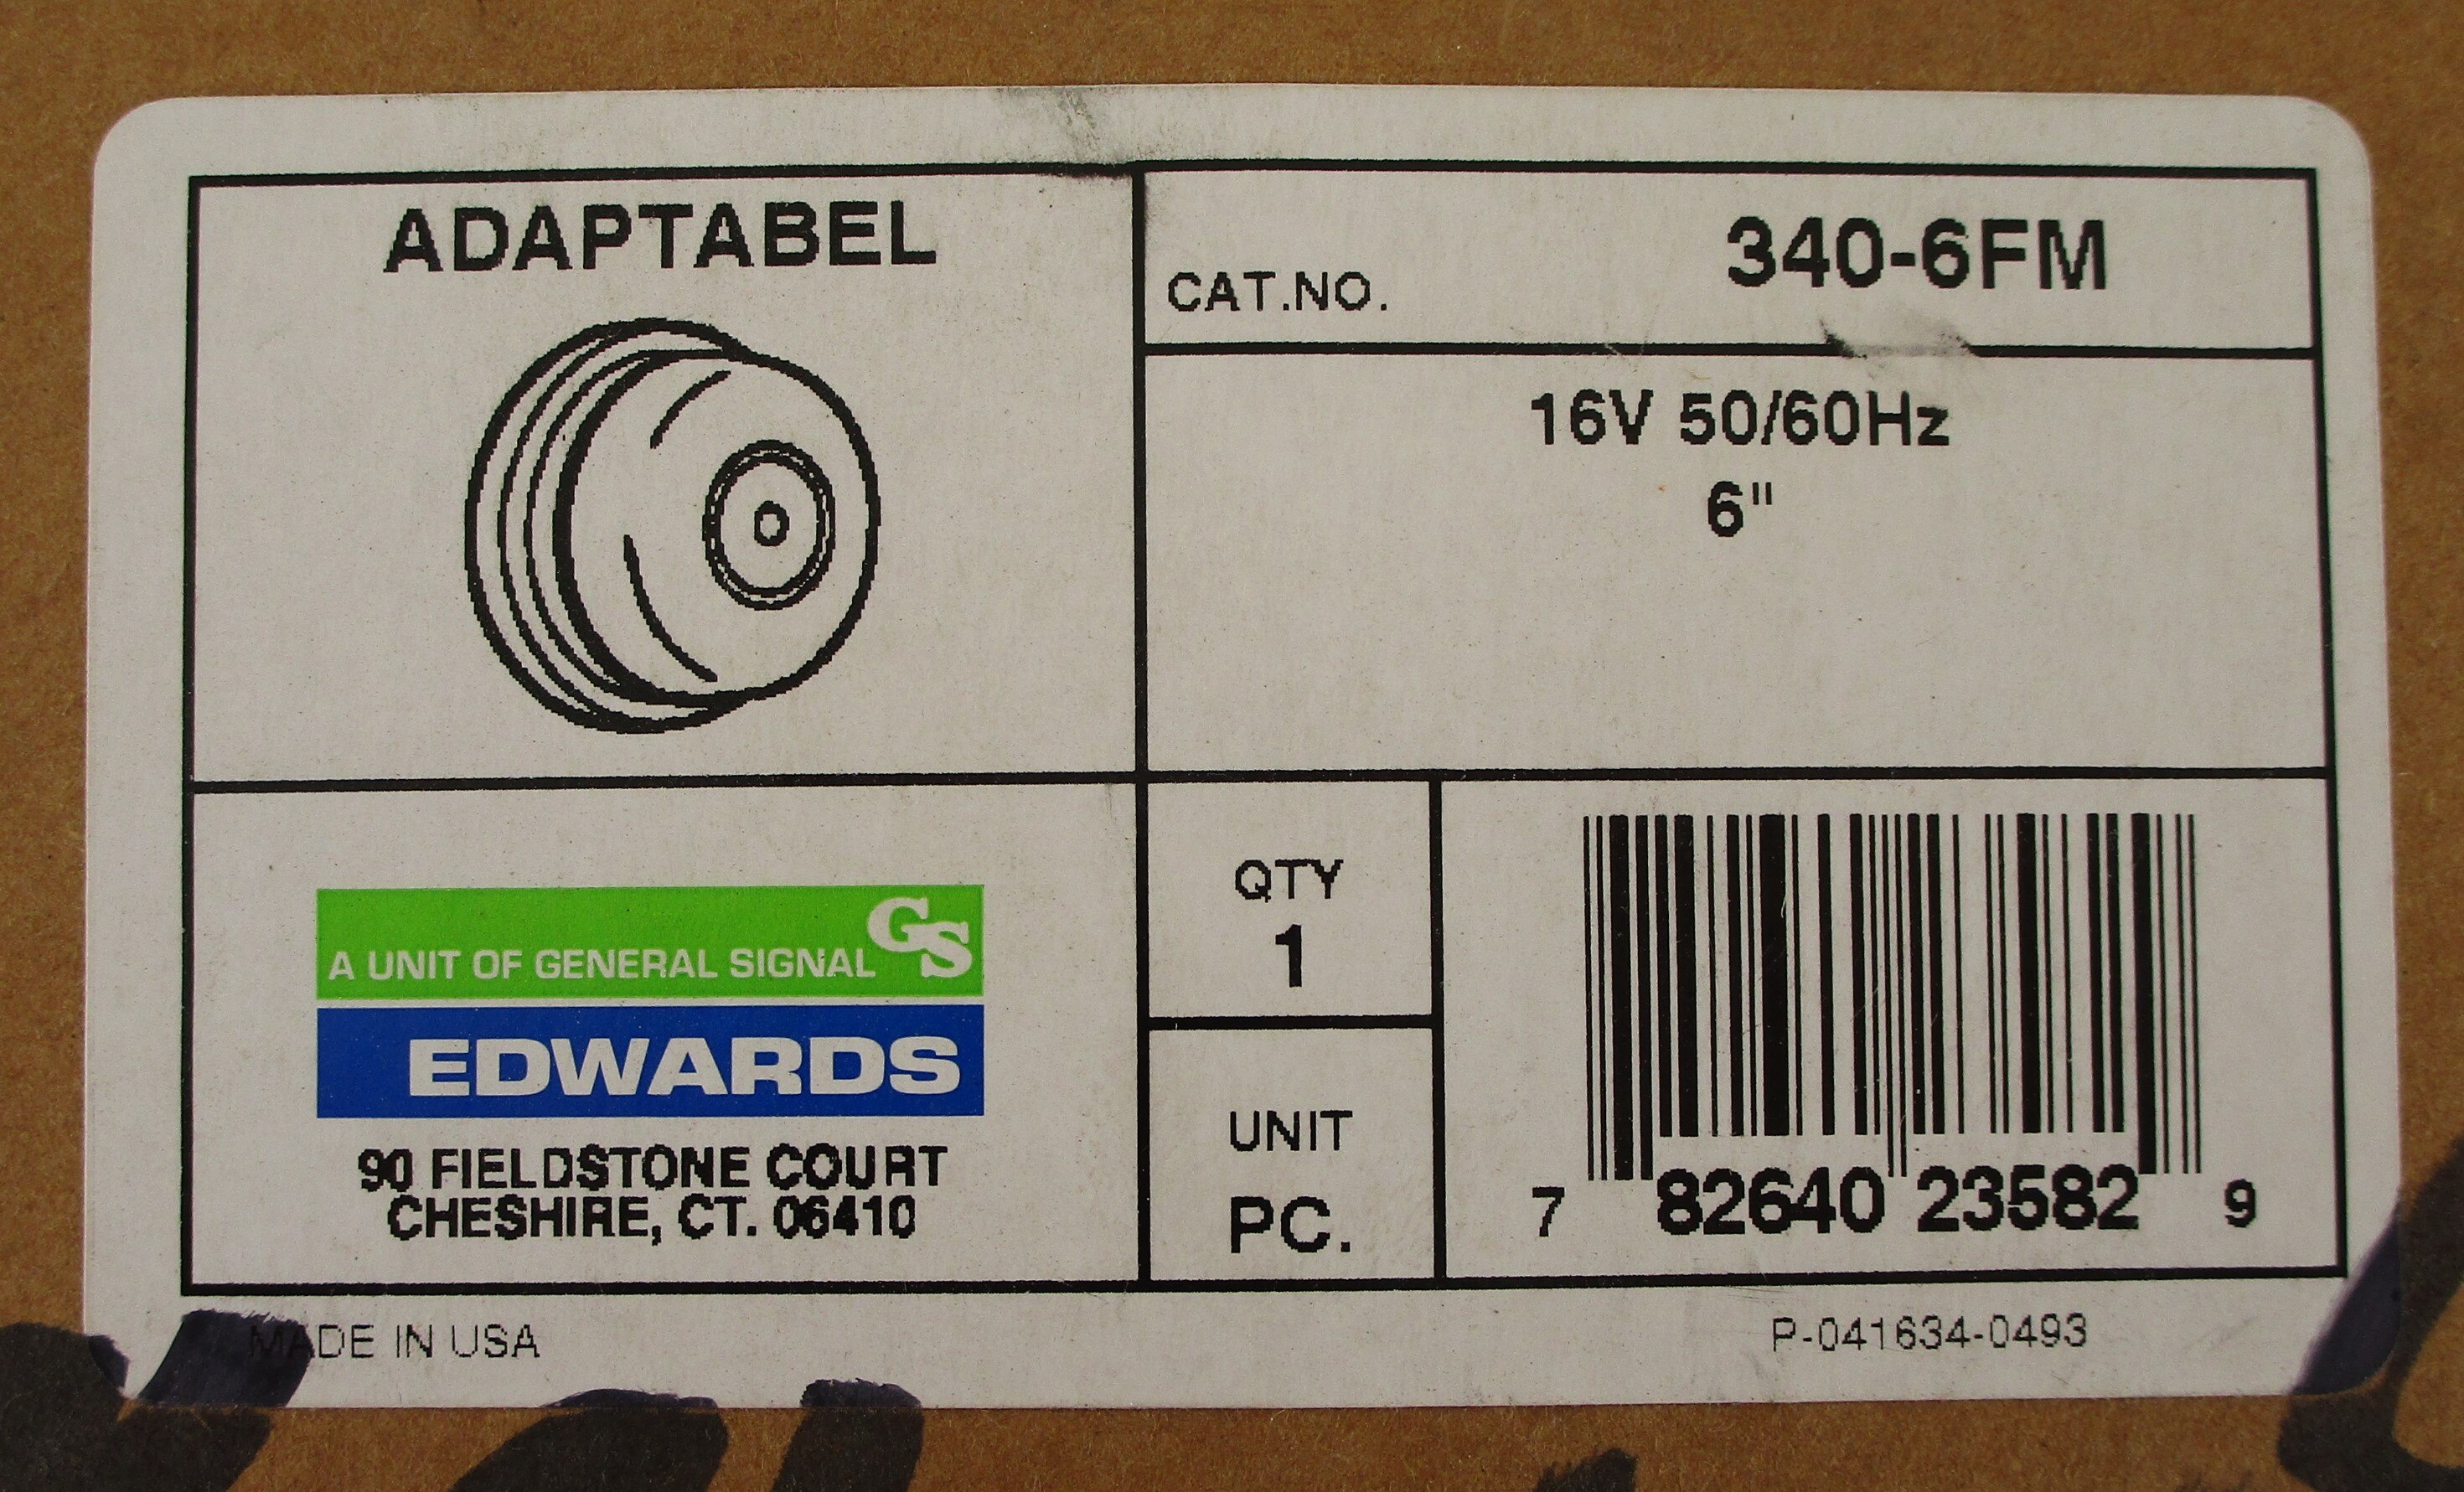 ADAPTABEL
CAT.NO. 340-6FM
16V 50/60Hz
6"
A UNIT OF GENERAL SIGNAL GS
EDWARDS
90 FIELDSTONE COURT
CHESHIRE, CT. 06410
QTY
1
UNIT
PC.
7 82640 23582 9
MADE IN USA
P-041634-0493